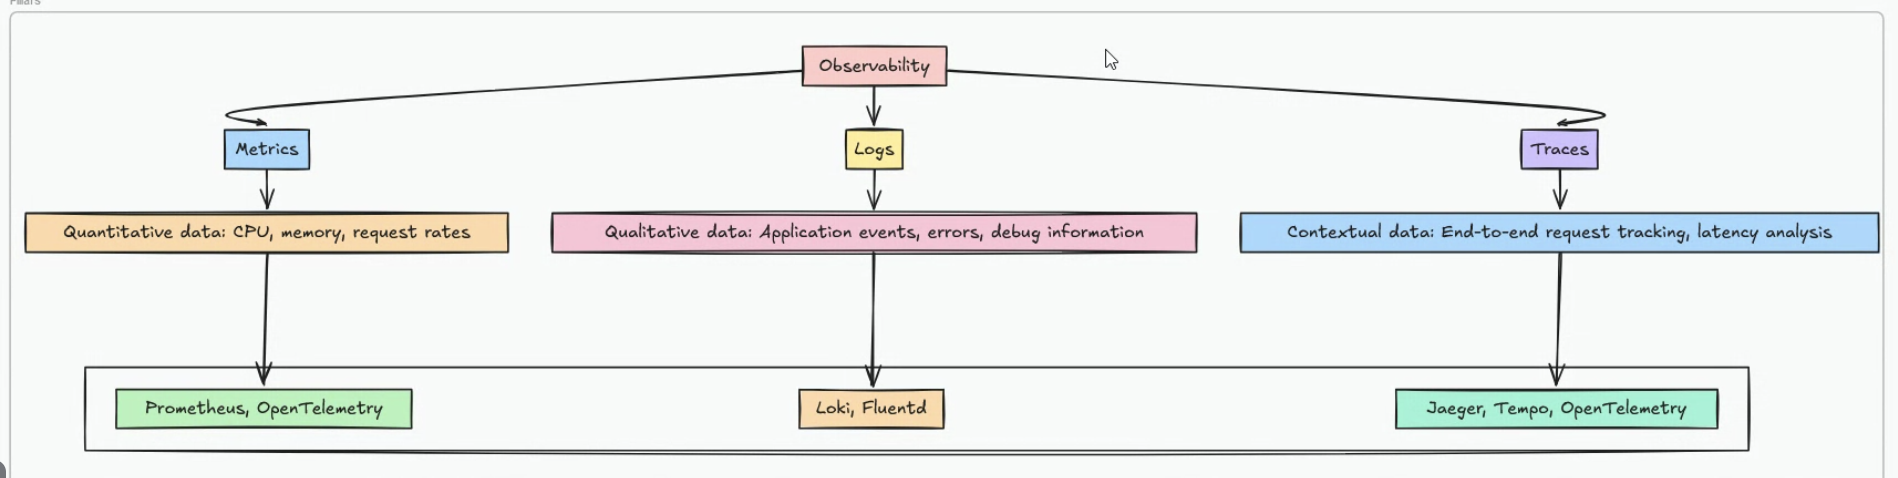 Pillars
Observability
Metrics
Logs
Traces
Quantitative data: CPU, memory, request rates
Qualitative data: Application events, errors, debug information
Contextual data: End-to-end request tracking, latency analysis
Prometheus, OpenTelemetry
Loki, Fluentd
Jaeger, Tempo, OpenTelemetry